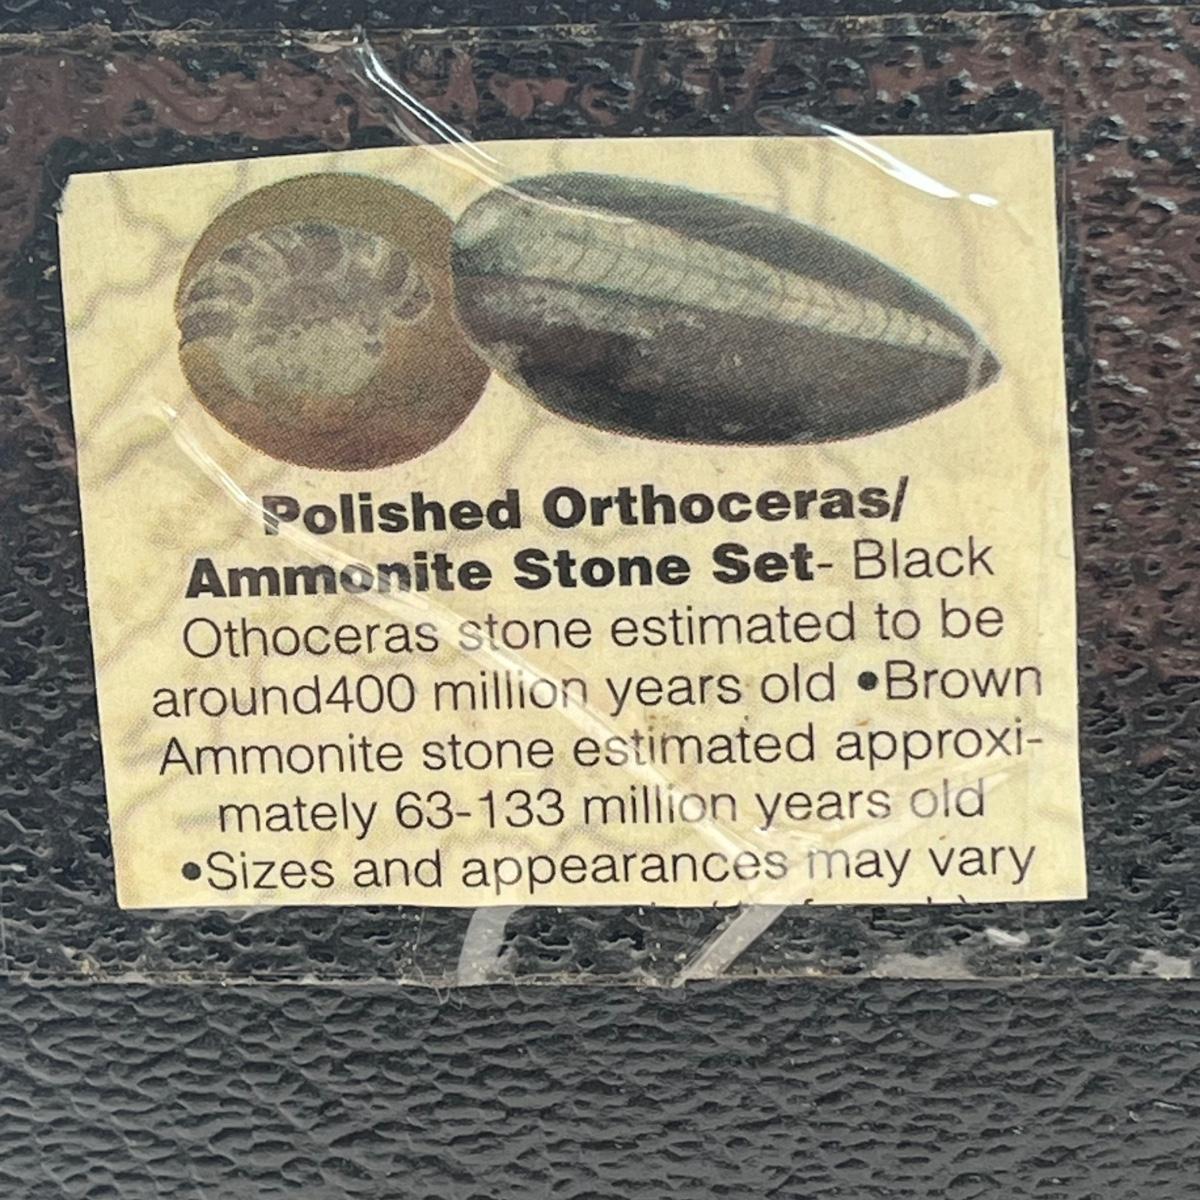 Polished Orthoceras/
Ammonite Stone Set- Black
Othoceras stone estimated to be
around400 million years old •Brown
Ammonite stone estimated approxi-
mately 63-133 million years old
•Sizes and appearances may vary